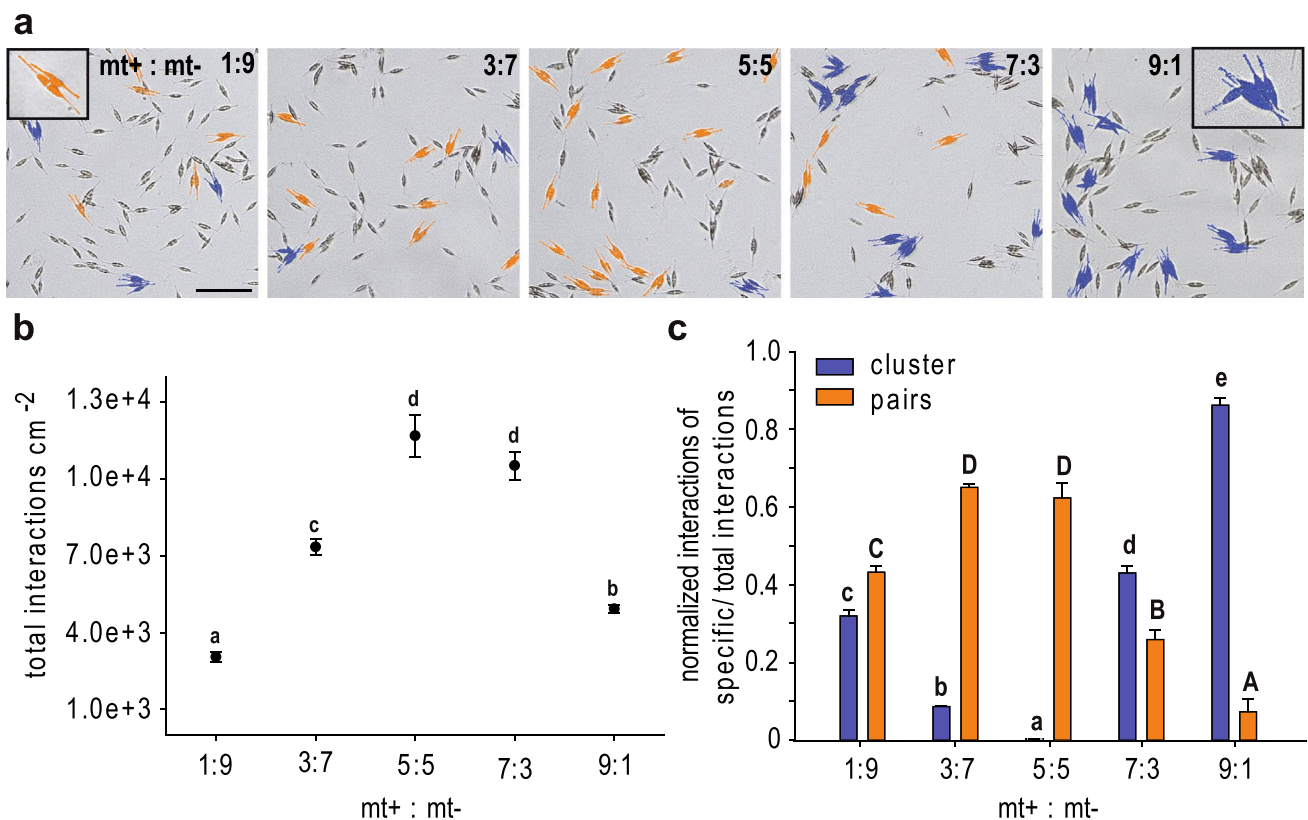 a
mt+ : mt- 1:9
3:7
5:5
7:3
9:1
b
total interactions cm-2
1.3e+4
1.0e+4
7.0e+3
4.0e+3
1.0e+3
a
c
d
d
b
1:9 3:7 5:5 7:3 9:1
mt+ : mt-
c
normalized interactions of
specific/total interactions
1.0
0.8
0.6
0.4
0.2
0
cluster
pairs
c C
b D
a D
d B
e A
1:9 3:7 5:5 7:3 9:1
mt+ : mt-